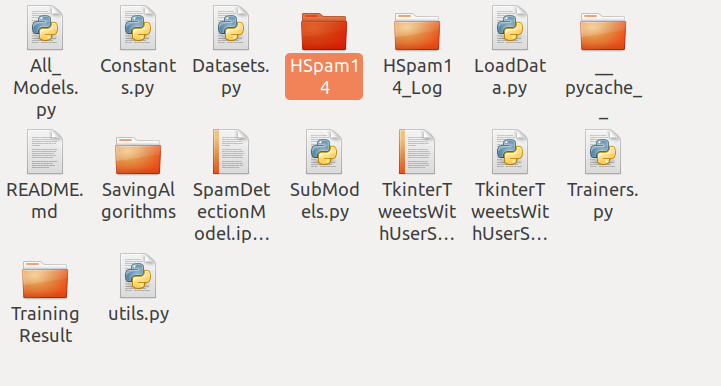 All_
Models.
py
Constant
s.py
Datasets.
py
HSpam1
4
HSpam1
4_Log
LoadDat
a.py
__
pycache_
_
README.
md
SavingAl
gorithms
SpamDet
ectionM
odel.ip...
SubMod
els.py
TkinterT
weetsWit
hUserS...
TkinterT
weetsWit
hUserS...
Trainers.
py
Training
Result
utils.py